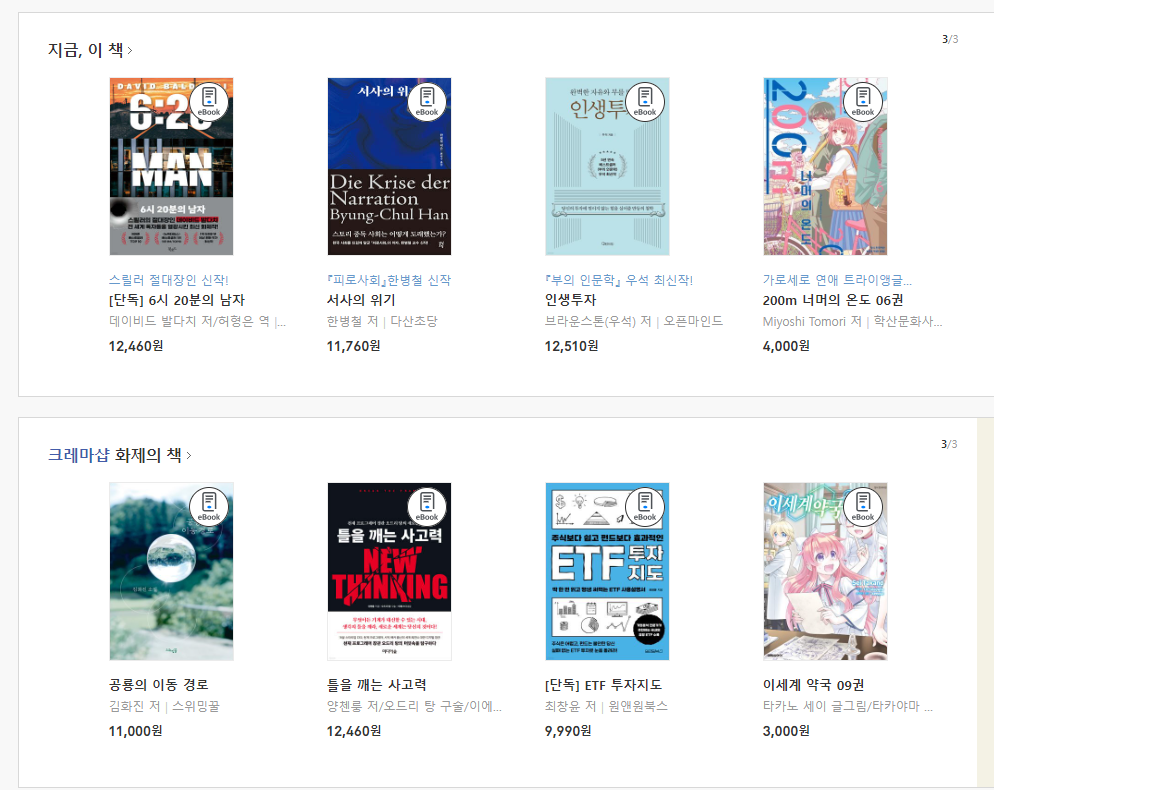 지금, 이 책 >
3/3
DAVID BAL
6:20
MAN
6시 20분의 남자
eBook
서사의 위
eBook
Die Krise der
Narration
Byung-Chul Han
스토리 중독 사회는 어떻게 도래했는가?
인생투
eBook
200m 너머의 온도
eBook
스릴러 절대장인 신작!
[단독] 6시 20분의 남자
데이비드 발다치 저/허형은 역 |...
12,460원
『피로사회』한병철 신작
서사의 위기
한병철 저 | 다산초당
11,760원
『부의 인문학』 우석 최신작!
인생투자
브라운스톤(우석) 저 | 오픈마인드
12,510원
가로세로 연애 트라이앵글...
200m 너머의 온도 06권
Miyoshi Tomori 저 | 학산문화사...
4,000원
크레마샵 화제의 책 >
3/3
eBook
eBook
틀을 깨는 사고력
NEW
THINKING
eBook
주식보다 쉽고 펀드보다 효과적인
ETF 투자
지도
이세계약국
eBook
공룡의 이동 경로
김화진 저 | 스위밍꿀
11,000원
틀을 깨는 사고력
양첸룽 저/오드리 탕 구술/이에...
12,460원
[단독] ETF 투자지도
최창윤 저 | 원앤원북스
9,990원
이세계 약국 09권
타카노 세이 글그림/타카야마 ...
3,000원